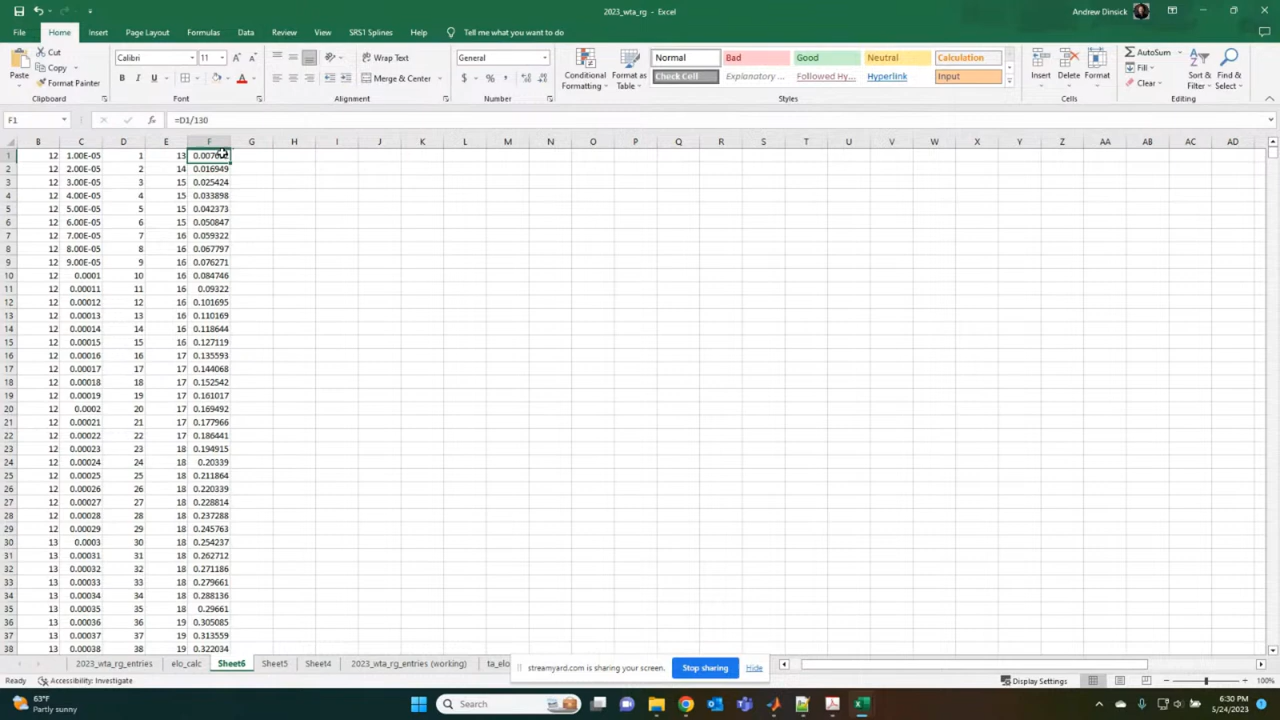 2023_wta_rg - Excel
Andrew Dinsick
File Home Insert Page Layout Formulas Data Review View SRS1 Splines Help Tell me what you want to do
Paste
Cut
Copy
Format Painter
Clipboard
Calibri 11
B I U
Font
Wrap Text
Merge & Center
Alignment
General
$ % ,
Number
Conditional Formatting
Format as Table
Normal Bad Good Neutral Calculation
Check Cell Explanatory ... Followed Hy... Hyperlink Input
Styles
Insert Delete Format
Cells
AutoSum
Fill
Clear
Sort & Filter
Find & Select
Editing
F1 fx =D1/130
B C D E F G H I J K L M N O P Q R S T U V W X Y Z AA AB AC AD
1 12 1.00E-05 1 13
2 12 2.00E-05 2 14 0.016949
3 12 3.00E-05 3 15 0.025424
4 12 4.00E-05 4 15 0.033898
5 12 5.00E-05 5 15 0.042373
6 12 6.00E-05 6 15 0.050847
7 12 7.00E-05 7 16 0.059322
8 12 8.00E-05 8 16 0.067797
9 12 9.00E-05 9 16 0.076271
10 12 0.0001 10 16 0.084746
11 12 0.00011 11 16 0.09322
12 12 0.00012 12 16 0.101695
13 12 0.00013 13 16 0.110169
14 12 0.00014 14 16 0.118644
15 12 0.00015 15 16 0.127119
16 12 0.00016 16 17 0.135593
17 12 0.00017 17 17 0.144068
18 12 0.00018 18 17 0.152542
19 12 0.00019 19 17 0.161017
20 12 0.0002 20 17 0.169492
21 12 0.00021 21 17 0.177966
22 12 0.00022 22 17 0.186441
23 12 0.00023 23 18 0.194915
24 12 0.00024 24 18 0.20339
25 12 0.00025 25 18 0.211864
26 12 0.00026 26 18 0.220339
27 12 0.00027 27 18 0.228814
28 12 0.00028 28 18 0.237288
29 12 0.00029 29 18 0.245763
30 13 0.0003 30 18 0.254237
31 13 0.00031 31 18 0.262712
32 13 0.00032 32 18 0.271186
33 13 0.00033 33 18 0.279661
34 13 0.00034 34 18 0.288136
35 13 0.00035 35 18 0.29661
36 13 0.00036 36 19 0.305085
37 13 0.00037 37 19 0.313559
38 13 0.00038 38 19 0.322034
2023_wta_rg_entries elo_calc Sheet6 Sheet5 Sheet4 2023_wta_rg_entries (working) ta_elo
streamyard.com is sharing your screen. Stop sharing Hide
Ready Accessibility: Investigate Display Settings 100%
63°F
Partly sunny
Search
6:30 PM
5/24/2023